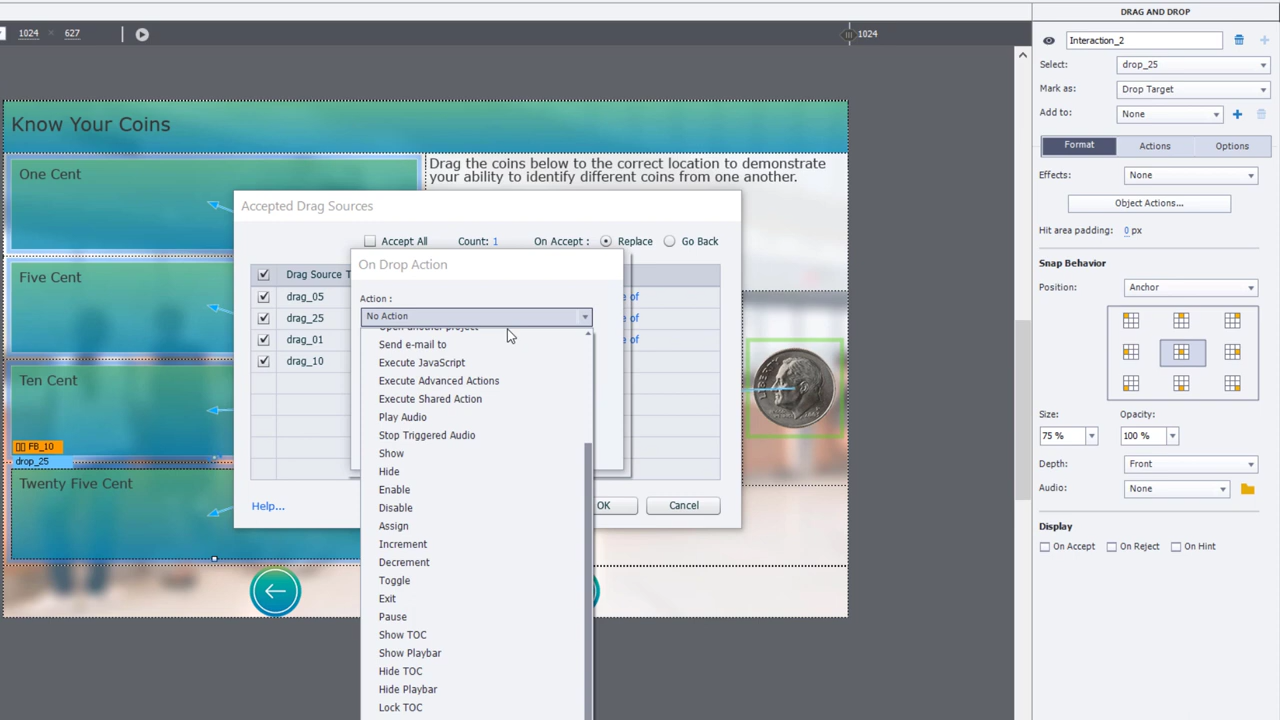 DRAG AND DROP
1024 × 627
1024
Interaction_2
Select: drop_25
Mark as: Drop Target
Add to: None
Format Actions Options
Effects: None
Object Actions...
Hit area padding: 0 px
Snap Behavior
Position: Anchor
Size: Opacity:
75 % 100 %
Depth: Front
Audio: None
Display
On Accept On Reject On Hint
Know Your Coins
Drag the coins below to the correct location to demonstrate
your ability to identify different coins from one another.
One Cent
Five Cent
Ten Cent
FB_10
drop_25
Twenty Five Cent
LIBERTY
Accepted Drag Sources
Accept All Count: 1 On Accept : Replace Go Back
Drag Source T
drag_05 e of
drag_25 e of
drag_01 e of
drag_10
Help... OK Cancel
On Drop Action
Action :
No Action
Open another project
Send e-mail to
Execute JavaScript
Execute Advanced Actions
Execute Shared Action
Play Audio
Stop Triggered Audio
Show
Hide
Enable
Disable
Assign
Increment
Decrement
Toggle
Exit
Pause
Show TOC
Show Playbar
Hide TOC
Hide Playbar
Lock TOC